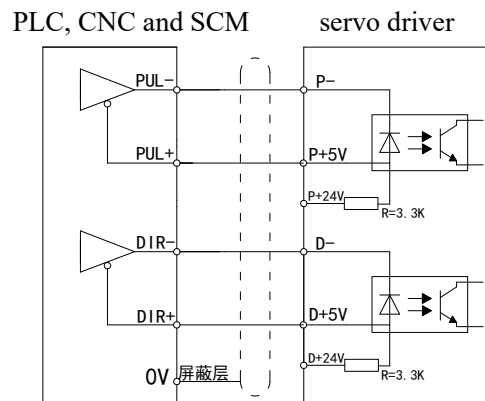 PLC, CNC and SCM
servo driver
PUL-
P-
PUL+
P+5V
P+24V
R=3.3K
DIR-
D-
DIR+
D+5V
D+24V
R=3.3K
0V
屏蔽层